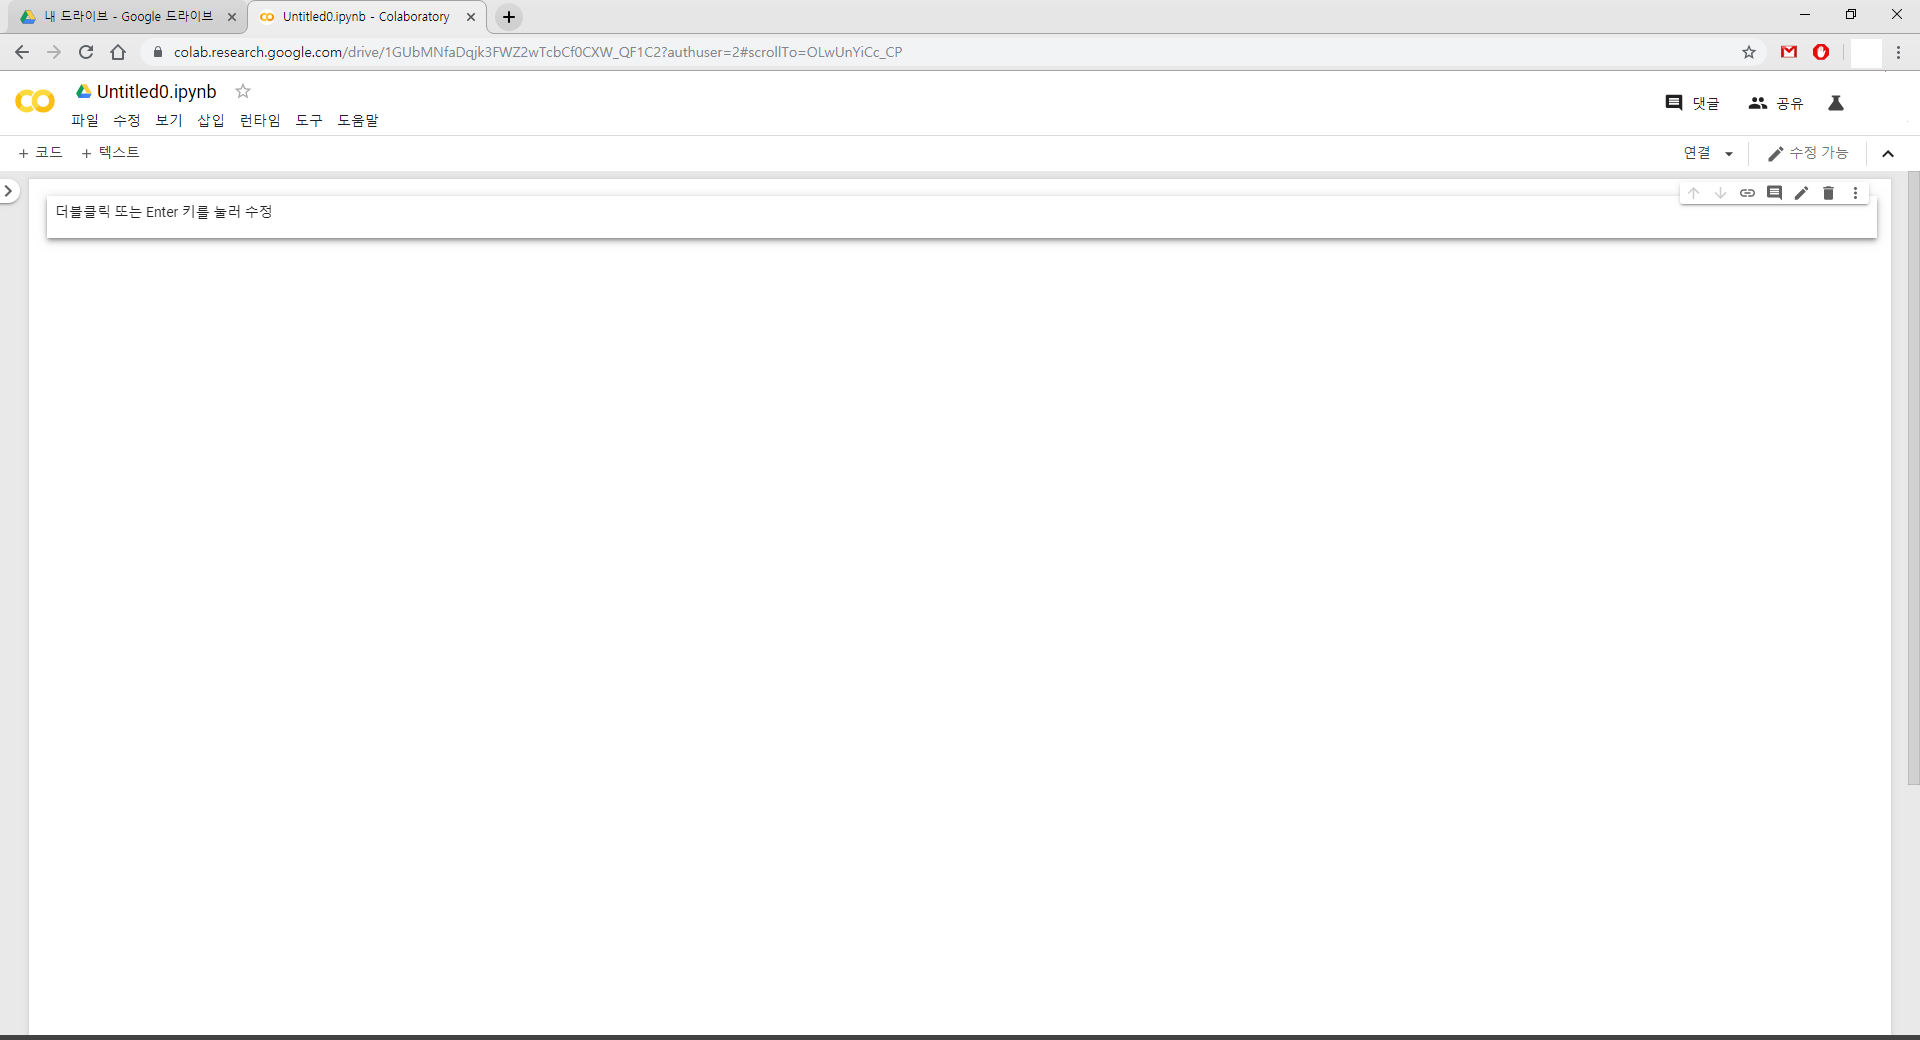 내 드라이브 - Google 드라이브
Untitled0.ipynb - Colaboratory
colab.research.google.com/drive/1GUbMNfaDqjk3FWZ2wTcbCf0CXW_QF1C2?authuser=2#scrollTo=OLwUnYiCc_CP
Untitled0.ipynb
댓글 공유
파일 수정 보기 삽입 런타임 도구 도움말
+ 코드 + 텍스트
연결 수정 가능
더블클릭 또는 Enter 키를 눌러 수정